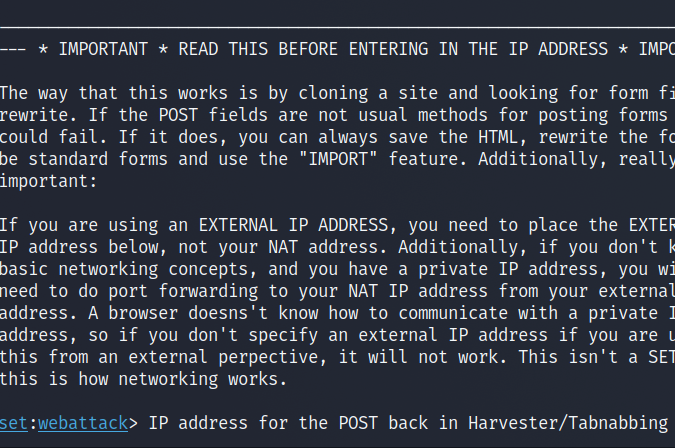 --- * IMPORTANT * READ THIS BEFORE ENTERING IN THE IP ADDRESS * IMPO
The way that this works is by cloning a site and looking for form fi
rewrite. If the POST fields are not usual methods for posting forms
could fail. If it does, you can always save the HTML, rewrite the fo
be standard forms and use the "IMPORT" feature. Additionally, really
important:
If you are using an EXTERNAL IP ADDRESS, you need to place the EXTER
IP address below, not your NAT address. Additionally, if you don't k
basic networking concepts, and you have a private IP address, you wi
need to do port forwarding to your NAT IP address from your external
address. A browser doesns't know how to communicate with a private I
address, so if you don't specify an external IP address if you are u
this from an external perpective, it will not work. This isn't a SET
this is how networking works.
set:webattack> IP address for the POST back in Harvester/Tabnabbing